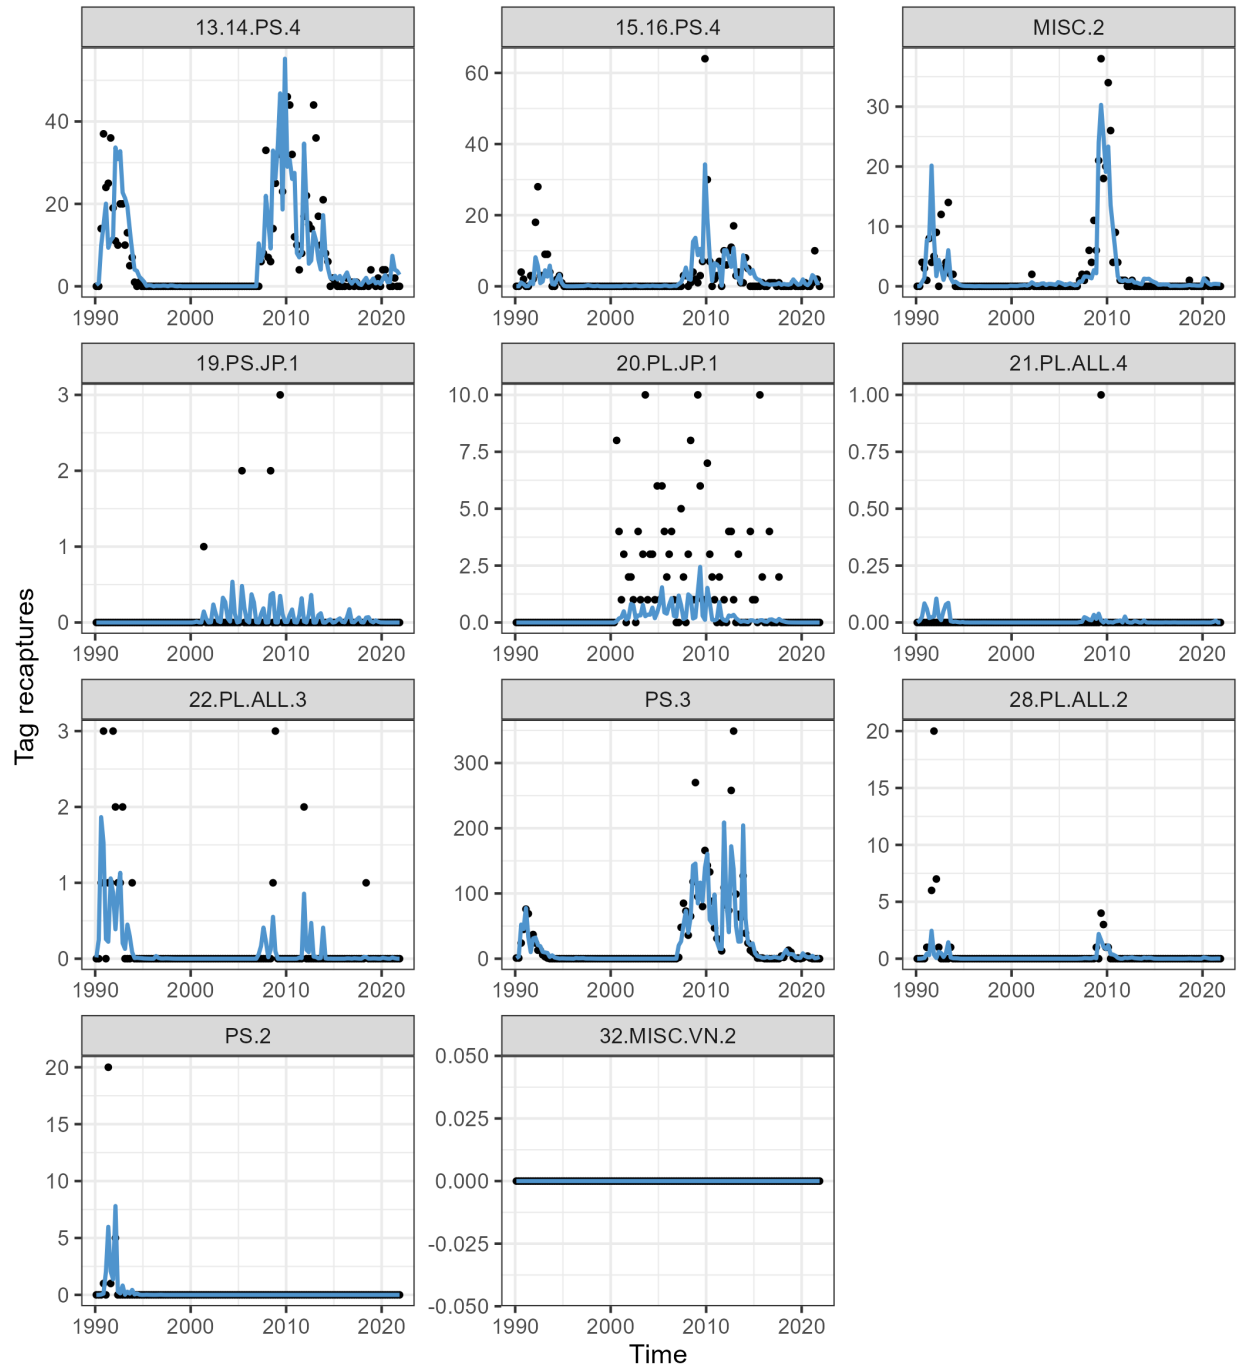 13.14.PS.4
15.16.PS.4
MISC.2
40
20
0
1990 2000 2010 2020
60
40
20
0
1990 2000 2010 2020
30
20
10
0
1990 2000 2010 2020
19.PS.JP.1
20.PL.JP.1
21.PL.ALL.4
3
2
1
0
1990 2000 2010 2020
10.0
7.5
5.0
2.5
0.0
1990 2000 2010 2020
1.00
0.75
0.50
0.25
0.00
1990 2000 2010 2020
Tag recaptures
22.PL.ALL.3
PS.3
28.PL.ALL.2
3
2
1
0
1990 2000 2010 2020
300
200
100
0
1990 2000 2010 2020
20
15
10
5
0
1990 2000 2010 2020
PS.2
32.MISC.VN.2
20
15
10
5
0
1990 2000 2010 2020
0.050
0.025
0.000
-0.025
-0.050
1990 2000 2010 2020
Time